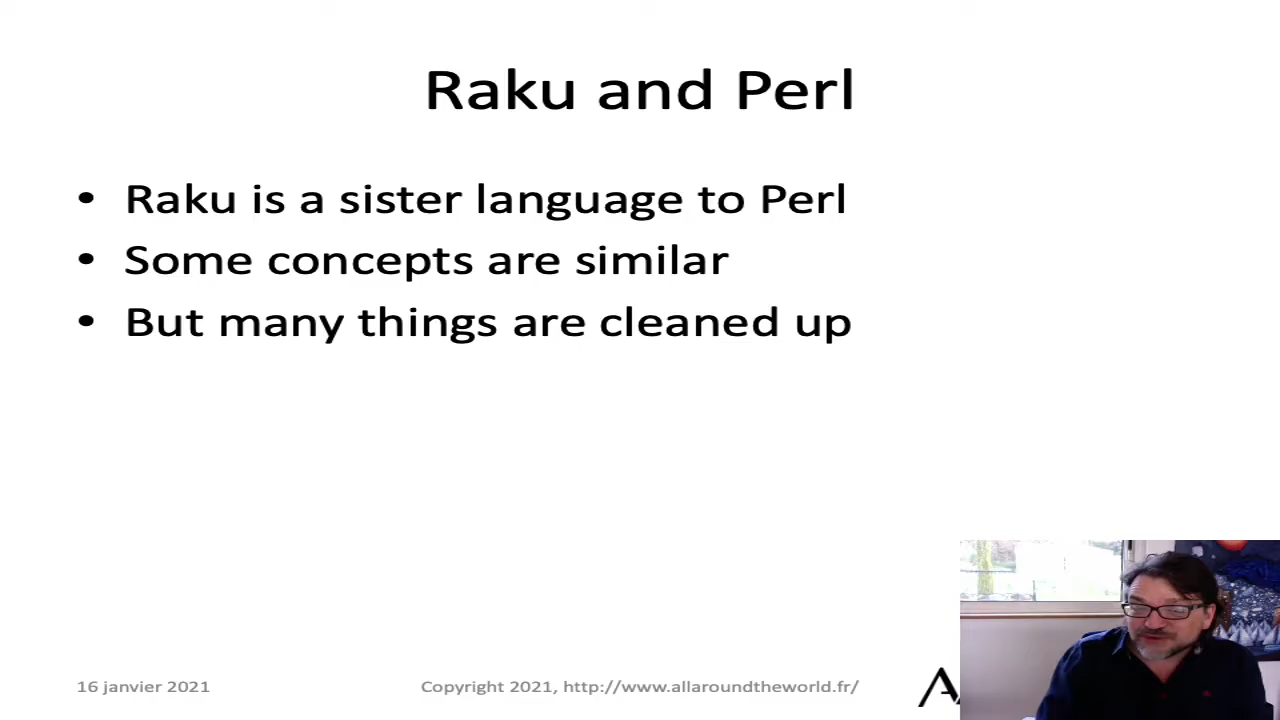 Raku and Perl
• Raku is a sister language to Perl
• Some concepts are similar
• But many things are cleaned up
16 janvier 2021
Copyright 2021, http://www.allaroundtheworld.fr/